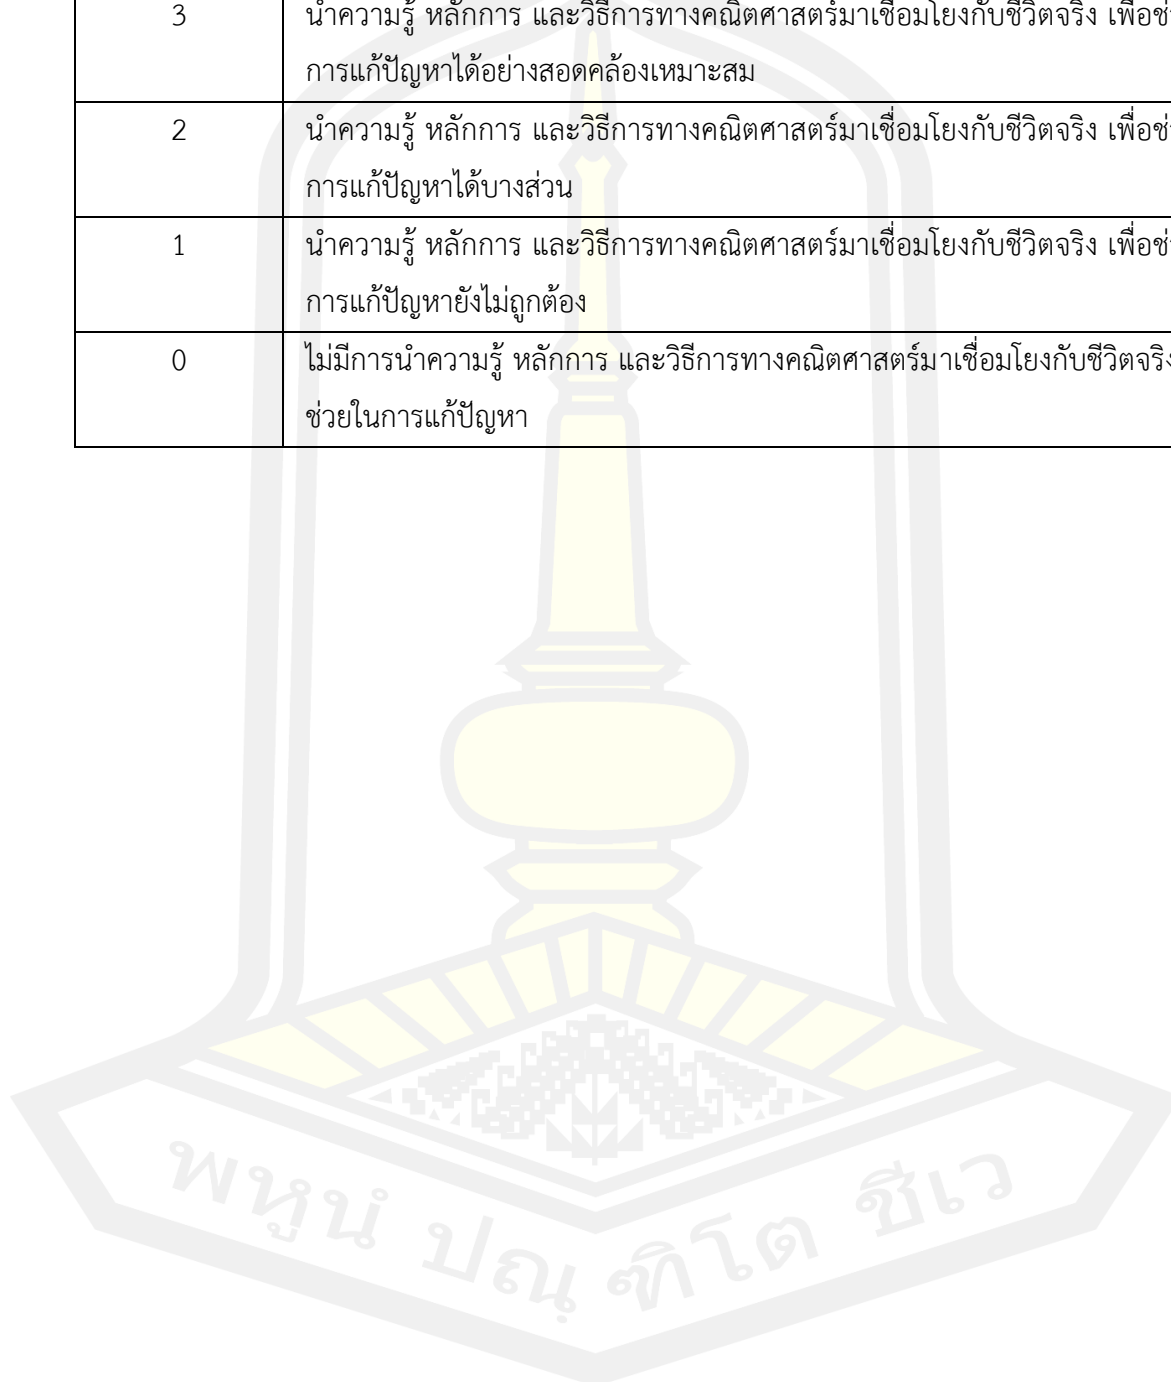 3 นำความรู้ หลักการ และวิธีการทางคณิตศาสตร์มาเชื่อมโยงกับชีวิตจริง เพื่อ
การแก้ปัญหาได้อย่างสอดคล้องเหมาะสม
2 นำความรู้ หลักการ และวิธีการทางคณิตศาสตร์มาเชื่อมโยงกับชีวิตจริง เพื่อ
การแก้ปัญหาได้บางส่วน
1 นำความรู้ หลักการ และวิธีการทางคณิตศาสตร์มาเชื่อมโยงกับชีวิตจริง เพื่อ
การแก้ปัญหายังไม่ถูกต้อง
0 ไม่มีการนำความรู้ หลักการ และวิธีการทางคณิตศาสตร์มาเชื่อมโยงกับชีวิตจริง
ช่วยในการแก้ปัญหา
พหูนํ ปณฺฑิโต ชีเว